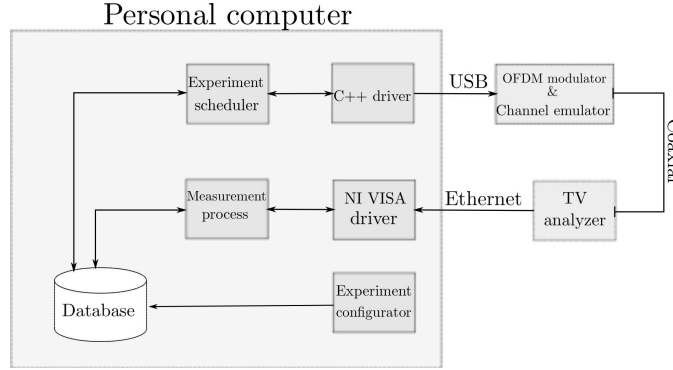 Personal computer
Experiment
scheduler
C++ driver
USB
OFDM modulator
&
Channel emulator
Coaxial
Measurement
process
NI VISA
driver
Ethernet
TV
analyzer
Database
Experiment
configurator